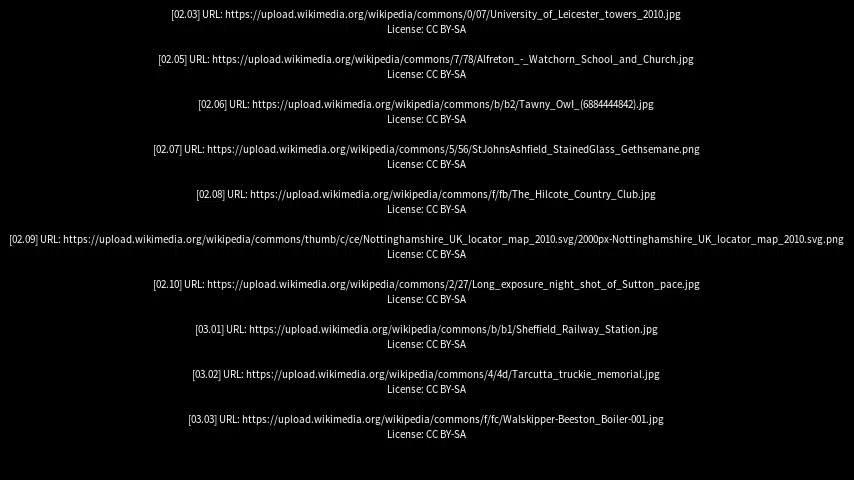 [02.03] URL: https://upload.wikimedia.org/wikipedia/commons/0/07/University_of_Leicester_towers_2010.jpg
License: CC BY-SA
[02.05] URL: https://upload.wikimedia.org/wikipedia/commons/7/78/Alfreton_-_Watchorn_School_and_Church.jpg
License: CC BY-SA
[02.06] URL: https://upload.wikimedia.org/wikipedia/commons/b/b2/Tawny_Owl_(6884444842).jpg
License: CC BY-SA
[02.07] URL: https://upload.wikimedia.org/wikipedia/commons/5/56/StJohnsAshfield_StainedGlass_Gethsemane.png
License: CC BY-SA
[02.08] URL: https://upload.wikimedia.org/wikipedia/commons/f/fb/The_Hilcote_Country_Club.jpg
License: CC BY-SA
[02.09] URL: https://upload.wikimedia.org/wikipedia/commons/thumb/c/ce/Nottinghamshire_UK_locator_map_2010.svg/2000px-Nottinghamshire_UK_locator_map_2010.svg.png
License: CC BY-SA
[02.10] URL: https://upload.wikimedia.org/wikipedia/commons/2/27/Long_exposure_night_shot_of_Sutton_pace.jpg
License: CC BY-SA
[03.01] URL: https://upload.wikimedia.org/wikipedia/commons/b/b1/Sheffield_Railway_Station.jpg
License: CC BY-SA
[03.02] URL: https://upload.wikimedia.org/wikipedia/commons/4/4d/Tarcutta_truckie_memorial.jpg
License: CC BY-SA
[03.03] URL: https://upload.wikimedia.org/wikipedia/commons/f/fc/Walskipper-Beeston_Boiler-001.jpg
License: CC BY-SA